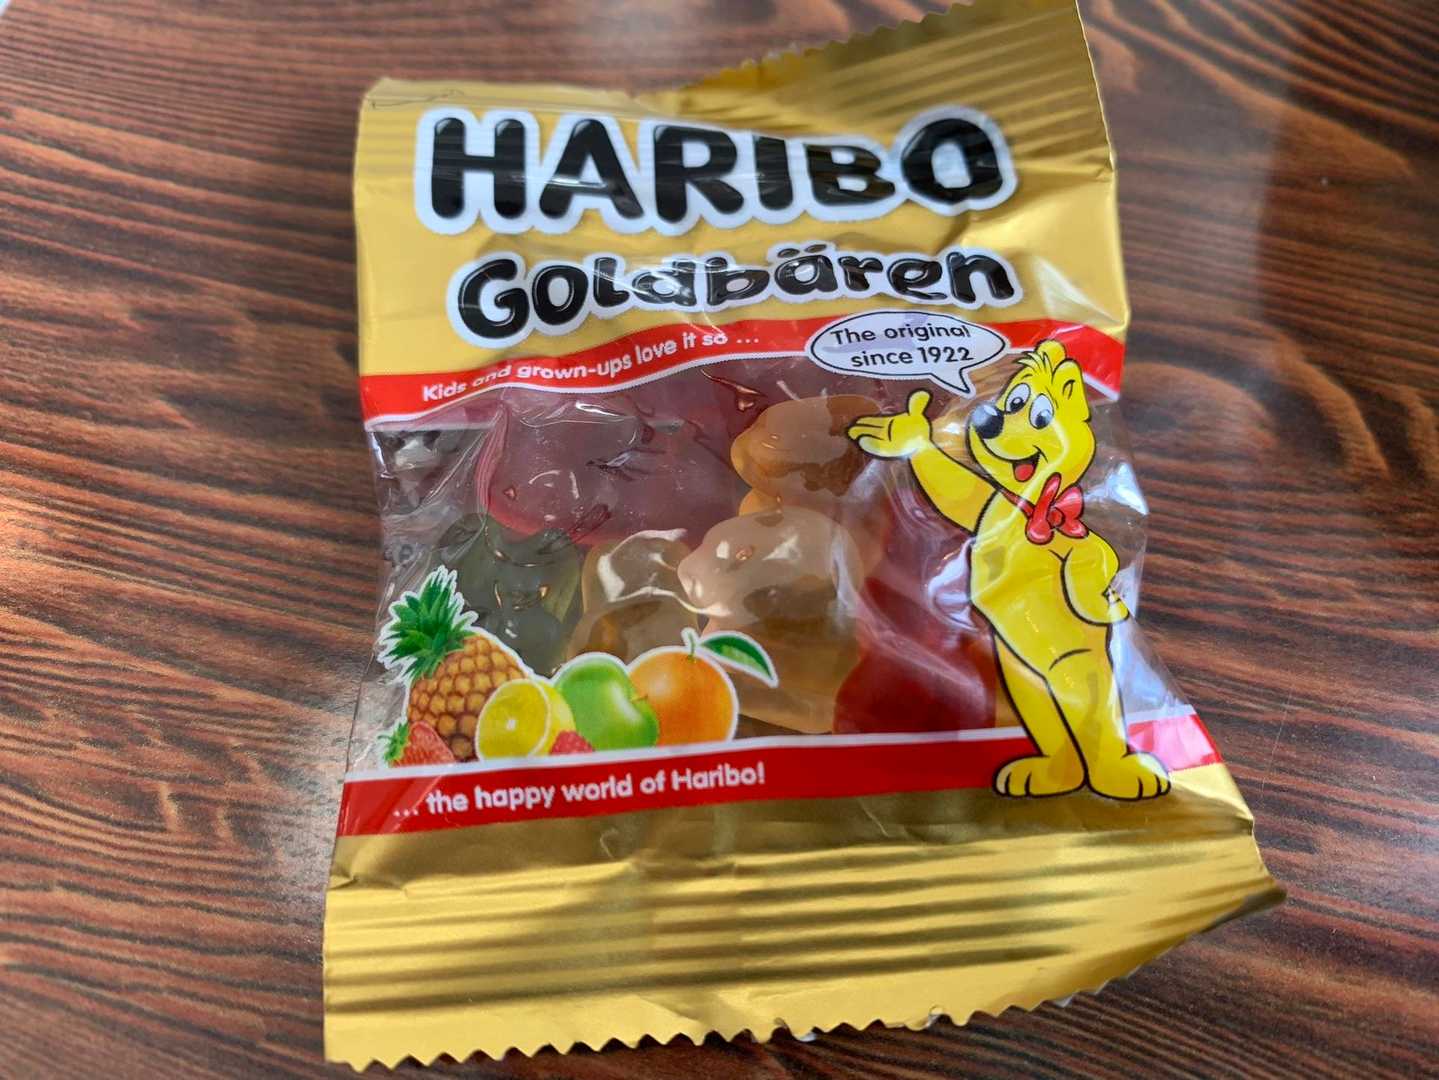 HARIBO
Goldbären
Kids and grown-ups love it so ...
The original
since 1922
... the happy world of Haribo!